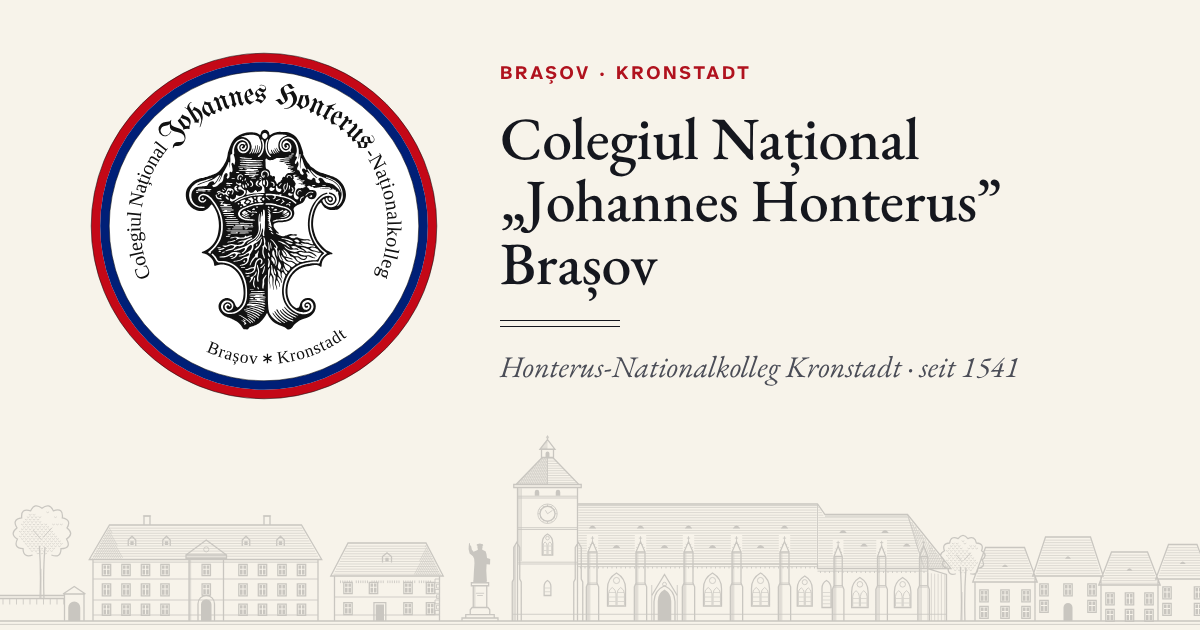 Colegiul Național Johannes Honterus-Nationalkolleg
Brașov ∗ Kronstadt
BRAȘOV · KRONSTADT
Colegiul Național
„Johannes Honterus”
Brașov
Honterus-Nationalkolleg Kronstadt · seit 1541